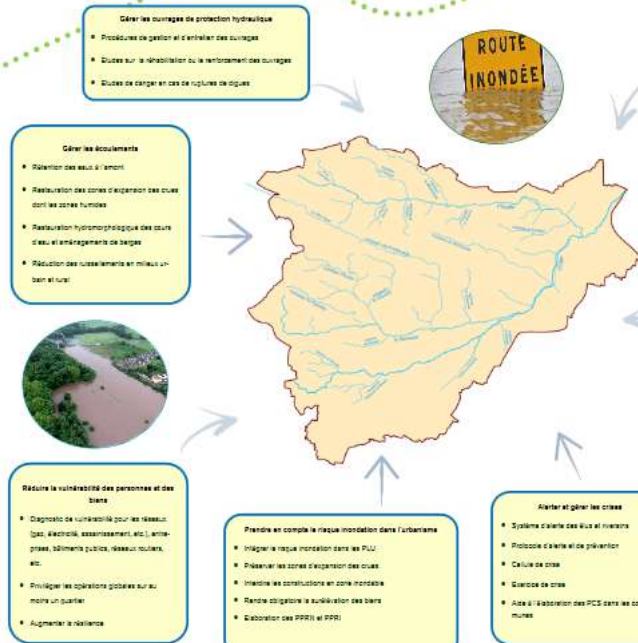 Gérer les ouvrages de protection hydraulique
Procédures de gestion et d'entretien des ouvrages
Etudes sur la réhabilitation ou le renforcement des ouvrages
Etudes de danger en cas de ruptures de digues
ROUTE
INONDÉE
Gérer les écoulements
Rétention des eaux à l'amont
Restauration des zones d'expansion des crues
dont les zones humides
Restauration hydromorphologique des cours
d'eau et aménagements de berges
Réduction des ruissellements en milieux ur-
bain et rural
Réduire la vulnérabilité des personnes et des
biens
Diagnostic de vulnérabilité pour les réseaux
(gaz, électricité, assainissement, etc.), entre-
prises, bâtiments publics, réseaux routiers,
etc.
Privilégier les opérations globales sur au
moins un quartier
Augmenter la résilience
Prendre en compte le risque inondation dans l'urbanisme
Intégrer le risque inondation dans les PLU
Préserver les zones d'expansion des crues
Interdire les constructions en zone inondable
Rendre obligatoire la surélévation des biens
Elaboration des PPRN et PPRI
Alerter et gérer les crises
Système d'alerte des élus et riverains
Protocole d'alerte et de prévention
Cellule de crise
Exercice de crise
Aide à l'élaboration des PCS dans les co
munes